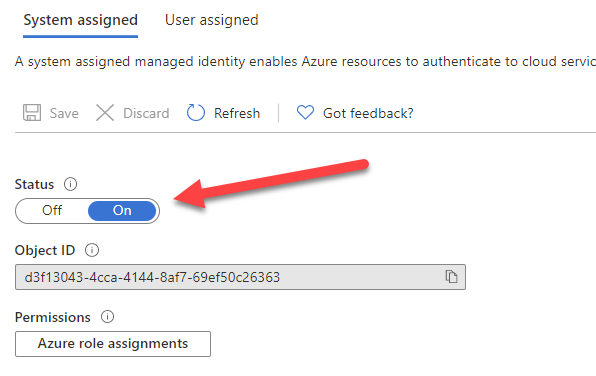 System assigned User assigned
A system assigned managed identity enables Azure resources to authenticate to cloud servic
Save Discard Refresh Got feedback?
Status
Off On
Object ID
d3f13043-4cca-4144-8af7-69ef50c26363
Permissions
Azure role assignments